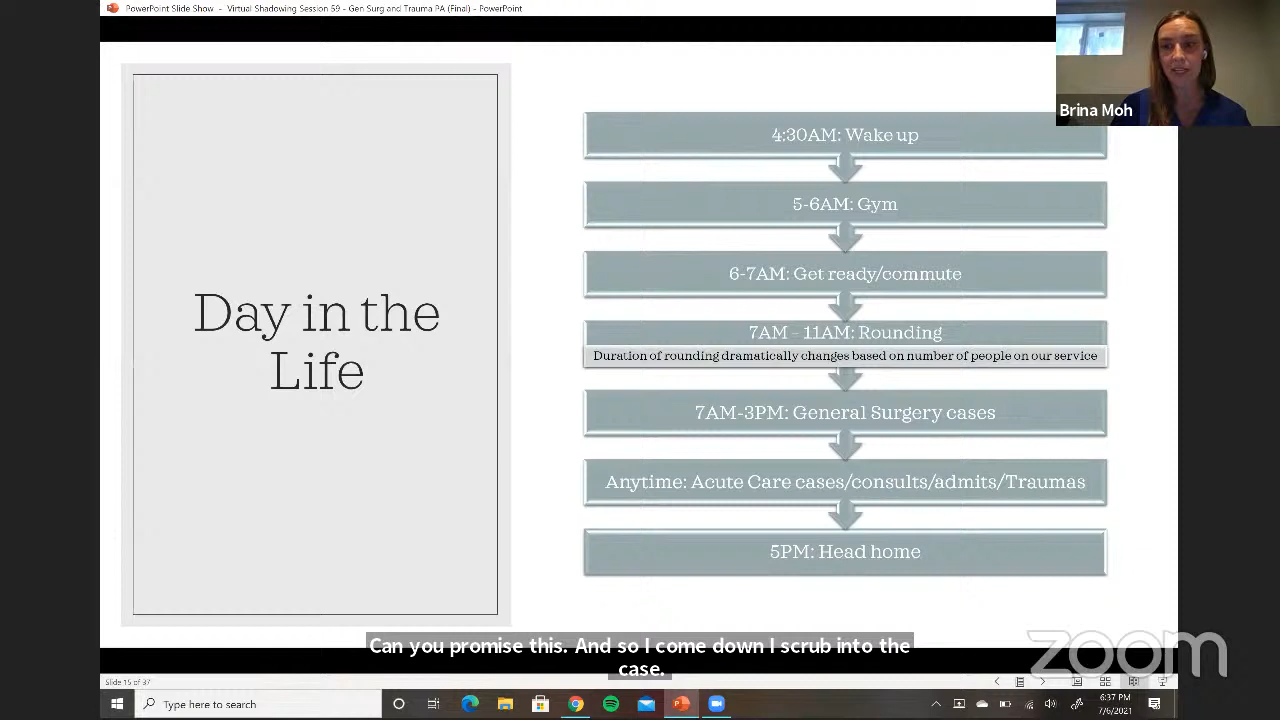 PowerPoint Slide Show - Virtual Shadowing Session 59 - Gen Surg and Trauma PA (Final) - PowerPoint
Brina Moh
Day in the
Life
4:30AM: Wake up
5-6AM: Gym
6-7AM: Get ready/commute
7AM - 11AM: Rounding
Duration of rounding dramatically changes based on number of people on our service
7AM-3PM: General Surgery cases
Anytime: Acute Care cases/consults/admits/Traumas
5PM: Head home
Can you promise this. And so I come down I scrub into the
case.
zoom
Slide 15 of 37
Type here to search
6:37 PM
7/6/2021